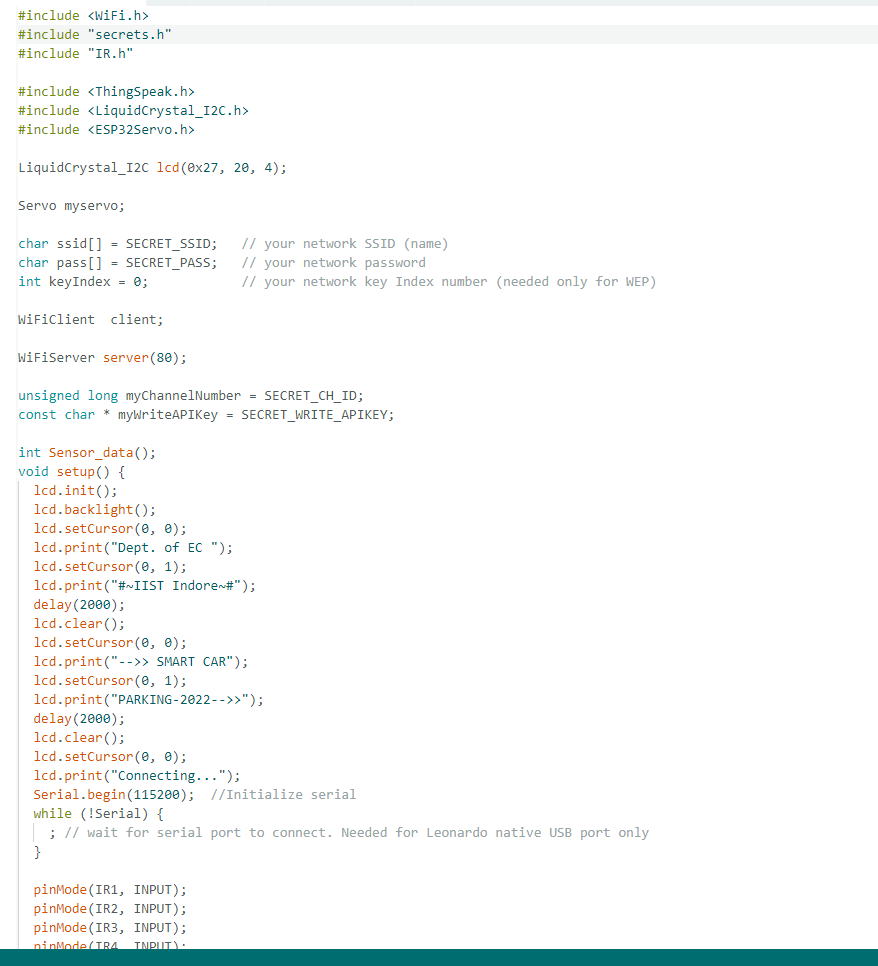 #include <WiFi.h>
#include "secrets.h"
#include "IR.h"
#include <ThingSpeak.h>
#include <LiquidCrystal_I2C.h>
#include <ESP32Servo.h>
LiquidCrystal_I2C lcd(0x27, 20, 4);
Servo myservo;
char ssid[] = SECRET_SSID;   // your network SSID (name)
char pass[] = SECRET_PASS;   // your network password
int keyIndex = 0;            // your network key Index number (needed only for WEP)
WiFiClient  client;
WiFiServer server(80);
unsigned long myChannelNumber = SECRET_CH_ID;
const char * myWriteAPIKey = SECRET_WRITE_APIKEY;
int Sensor_data();
void setup() {
  lcd.init();
  lcd.backlight();
  lcd.setCursor(0, 0);
  lcd.print("Dept. of EC ");
  lcd.setCursor(0, 1);
  lcd.print("#~IIST Indore~#");
  delay(2000);
  lcd.clear();
  lcd.setCursor(0, 0);
  lcd.print("-->> SMART CAR");
  lcd.setCursor(0, 1);
  lcd.print("PARKING-2022-->>");
  delay(2000);
  lcd.clear();
  lcd.setCursor(0, 0);
  lcd.print("Connecting...");
  Serial.begin(115200);  //Initialize serial
  while (!Serial) {
    ; // wait for serial port to connect. Needed for Leonardo native USB port only
  }
  pinMode(IR1, INPUT);
  pinMode(IR2, INPUT);
  pinMode(IR3, INPUT);
  pinMode(IR4, INPUT);